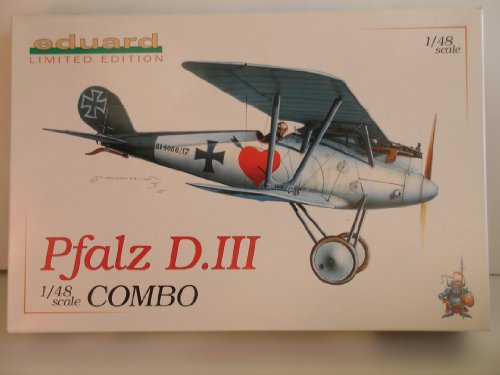 eduard
LIMITED EDITION
1/48
scale
Pfalz D.III
1/48
scale COMBO